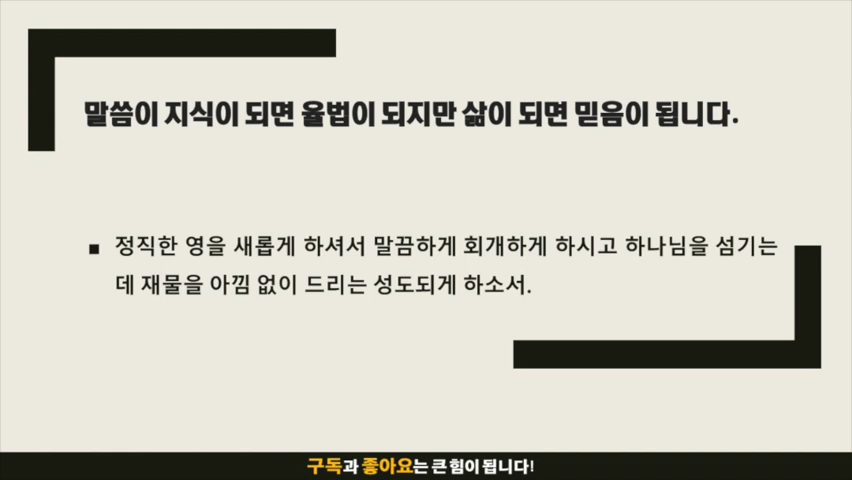 말씀이 지식이 되면 율법이 되지만 삶이 되면 믿음이 됩니다.
▪ 정직한 영을 새롭게 하셔서 말끔하게 회개하게 하시고 하나님을 섬기는
데 재물을 아낌 없이 드리는 성도되게 하소서.
구독과 좋아요는 큰 힘이 됩니다!